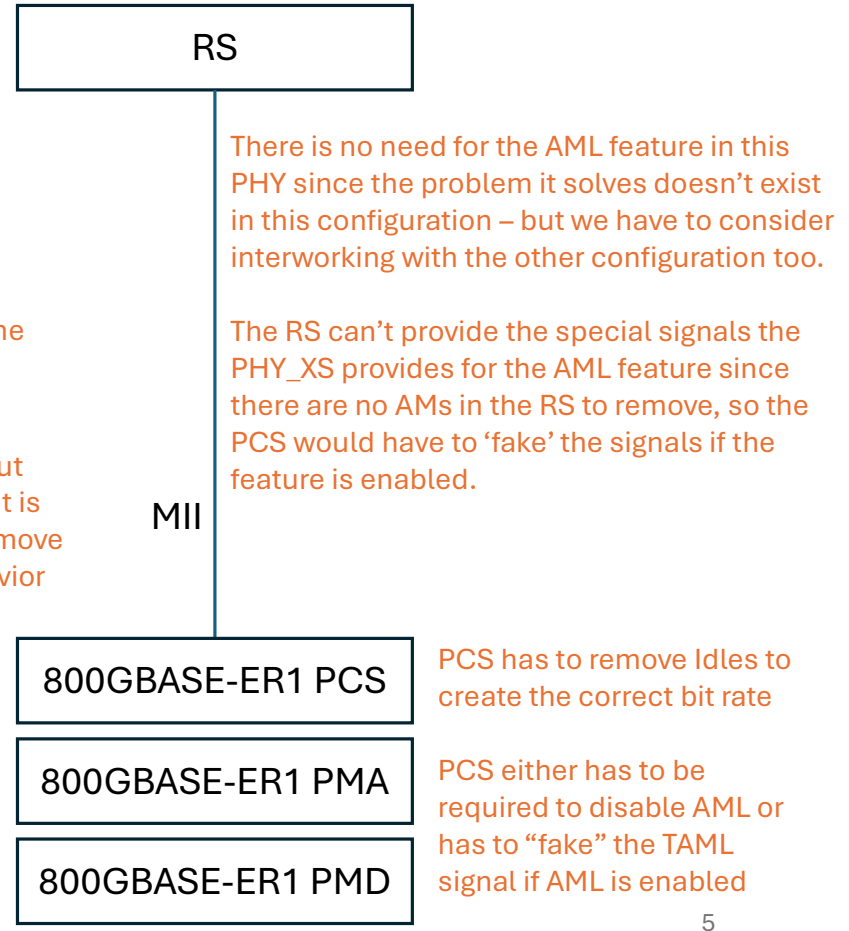 RS
There is no need for the AML feature in this
PHY since the problem it solves doesn’t exist
in this configuration – but we have to consider
interworking with the other configuration too.
The RS can’t provide the special signals the
PHY_XS provides for the AML feature since
there are no AMs in the RS to remove, so the
PCS would have to ‘fake’ the signals if the
feature is enabled.
MII
800GBASE-ER1 PCS
PCS has to remove Idles to
create the correct bit rate
800GBASE-ER1 PMA
PCS either has to be
required to disable AML or
has to “fake” the TAML
signal if AML is enabled
800GBASE-ER1 PMD
5